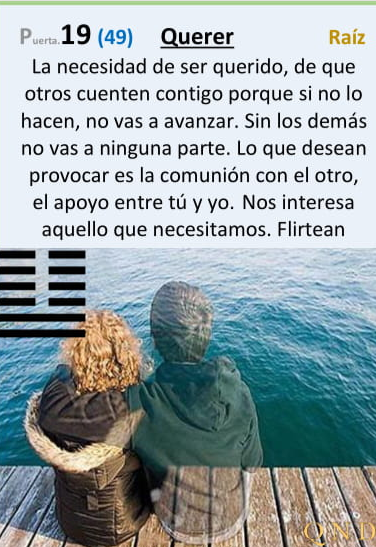 Puerta.19 (49) Querer Raíz
La necesidad de ser querido, de que
otros cuenten contigo porque si no lo
hacen, no vas a avanzar. Sin los demás
no vas a ninguna parte. Lo que desean
provocar es la comunión con el otro,
el apoyo entre tú y yo. Nos interesa
aquello que necesitamos. Flirtean
QND